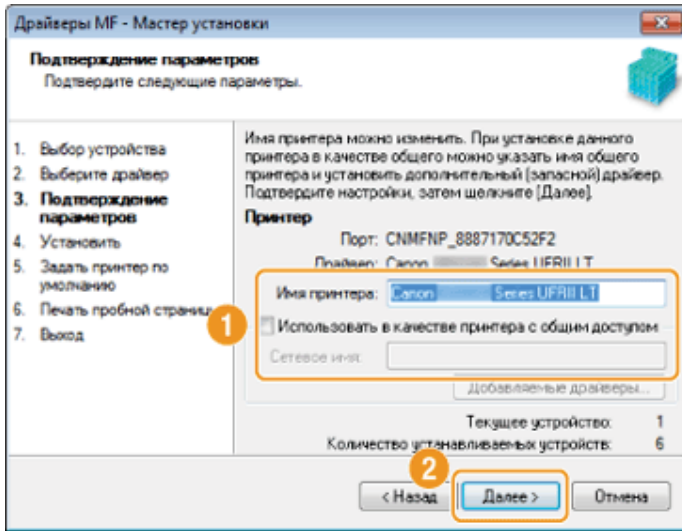 Драйверы MF - Мастер установки
Подтверждение параметров
Подтвердите следующие параметры.
1. Выбор устройства
2. Выберите драйвер
3. Подтверждение
параметров
4. Установить
5. Задать принтер по
умолчанию
6. Печать пробной страницы
7. Выход
Имя принтера можно изменить. При установке данного
принтера в качестве общего можно указать имя общего
принтера и установить дополнительный (запасной) драйвер.
Подтвердите настройки, затем щелкните [Далее].
Принтер
Порт: CNMFNP_8887170C52F2
Драйвер: Canon Series UFRII LT
1
Имя принтера: Canon Series UFRII LT
Использовать в качестве принтера с общим доступом
Сетевое имя:
Добавляемые драйверы...
Текущее устройство: 1
Количество устанавливаемых устройств: 6
2
< Назад Далее > Отмена